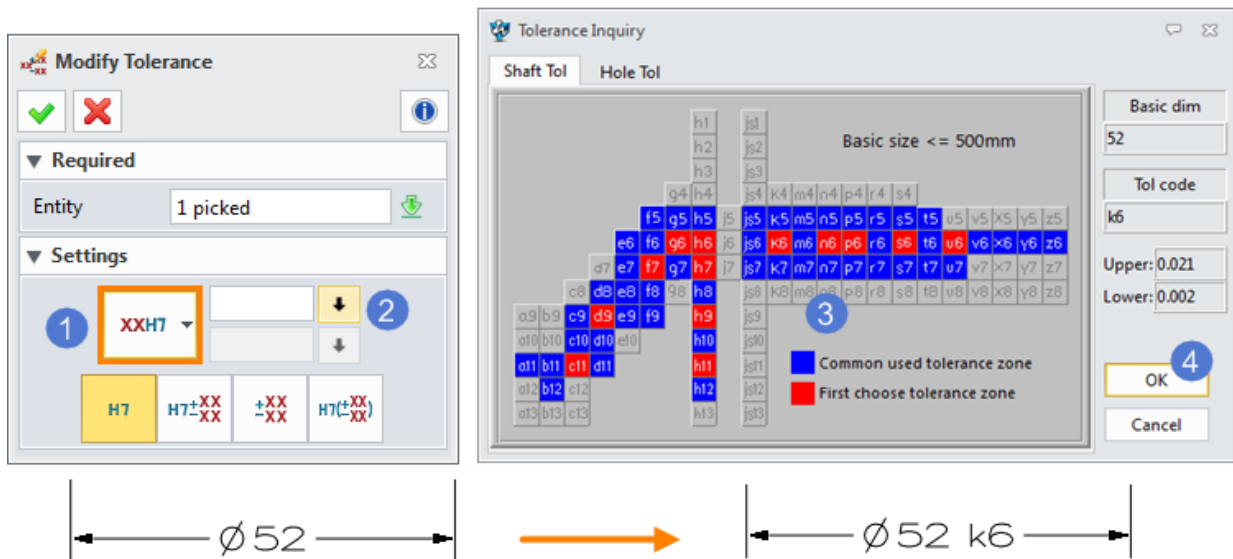 Modify Tolerance
Required
Entity 1 picked
Settings
1 XXH7 2
H7 H7±XX XX ±XX XX H7(±XX XX)
Tolerance Inquiry
Shaft Tol Hole Tol
Basic size <= 500mm
h1 js1
h2 js2
h3 js3
g4 h4 js4 k4 m4 n4 p4 r4 s4
f5 g5 h5 j5 js5 k5 m5 n5 p5 r5 s5 t5 u5 v5 x5 y5 z5
e6 f6 g6 h6 j6 js6 k6 m6 n6 p6 r6 s6 t6 u6 v6 x6 y6 z6
d7 e7 f7 g7 h7 j7 js7 k7 m7 n7 p7 r7 s7 t7 u7 v7 x7 y7 z7
c8 d8 e8 f8 g8 h8 js8 k8 m8 n8 p8 r8 s8 t8 u8 v8 x8 y8 z8
a9 b9 c9 d9 e9 f9 h9 js9 3
a10 b10 c10 d10 e10 h10 js10
a11 b11 c11 d11 h11 js11 Common used tolerance zone
a12 b12 c12 h12 js12 First choose tolerance zone
a13 b13 c13 h13 js13
Basic dim
52
Tol code
k6
Upper: 0.021
Lower: 0.002
OK 4
Cancel
Ø52
Ø52 k6